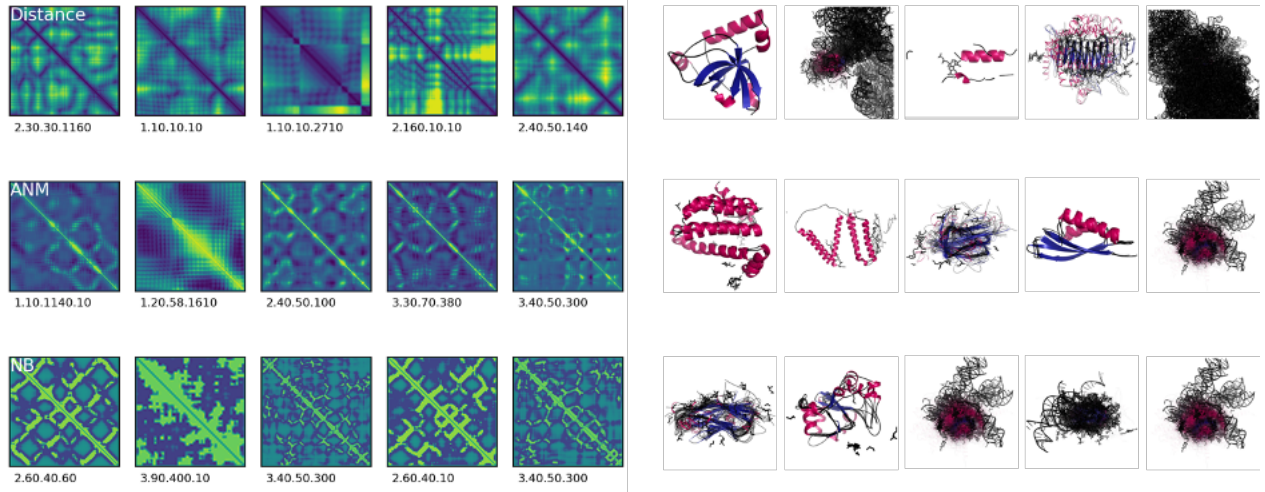 Distance
2.30.30.1160 1.10.10.10 1.10.10.2710 2.160.10.10 2.40.50.140
ANM
1.10.1140.10 1.20.58.1610 2.40.50.100 3.30.70.380 3.40.50.300
NB
2.60.40.60 3.90.400.10 3.40.50.300 2.60.40.10 3.40.50.300